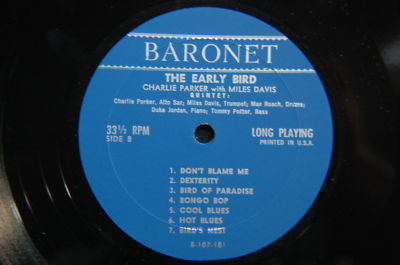 BARONET
THE EARLY BIRD
CHARLIE PARKER with MILES DAVIS
QUINTET:
Charlie Parker, Alto Sax; Miles Davis, Trumpet; Max Roach, Drums;
Duke Jordan, Piano; Tommy Potter, Bass
33⅓ RPM
SIDE B
LONG PLAYING
PRINTED IN U.S.A.
1. DON'T BLAME ME
2. DEXTERITY
3. BIRD OF PARADISE
4. BONGO BOP
5. COOL BLUES
6. HOT BLUES
7. BIRD'S NEST
B-107-(B)